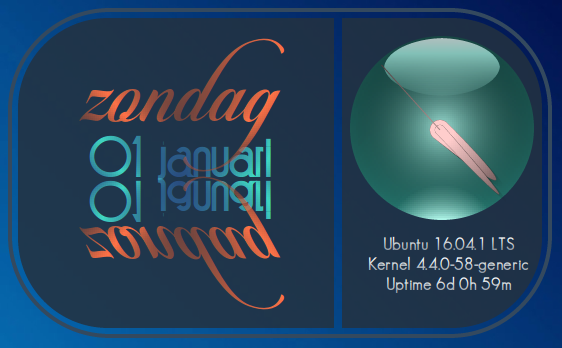 zondag
01 januari
Ubuntu 16.04.1 LTS
Kernel 4.4.0-58-generic
Uptime 6d 0h 59m